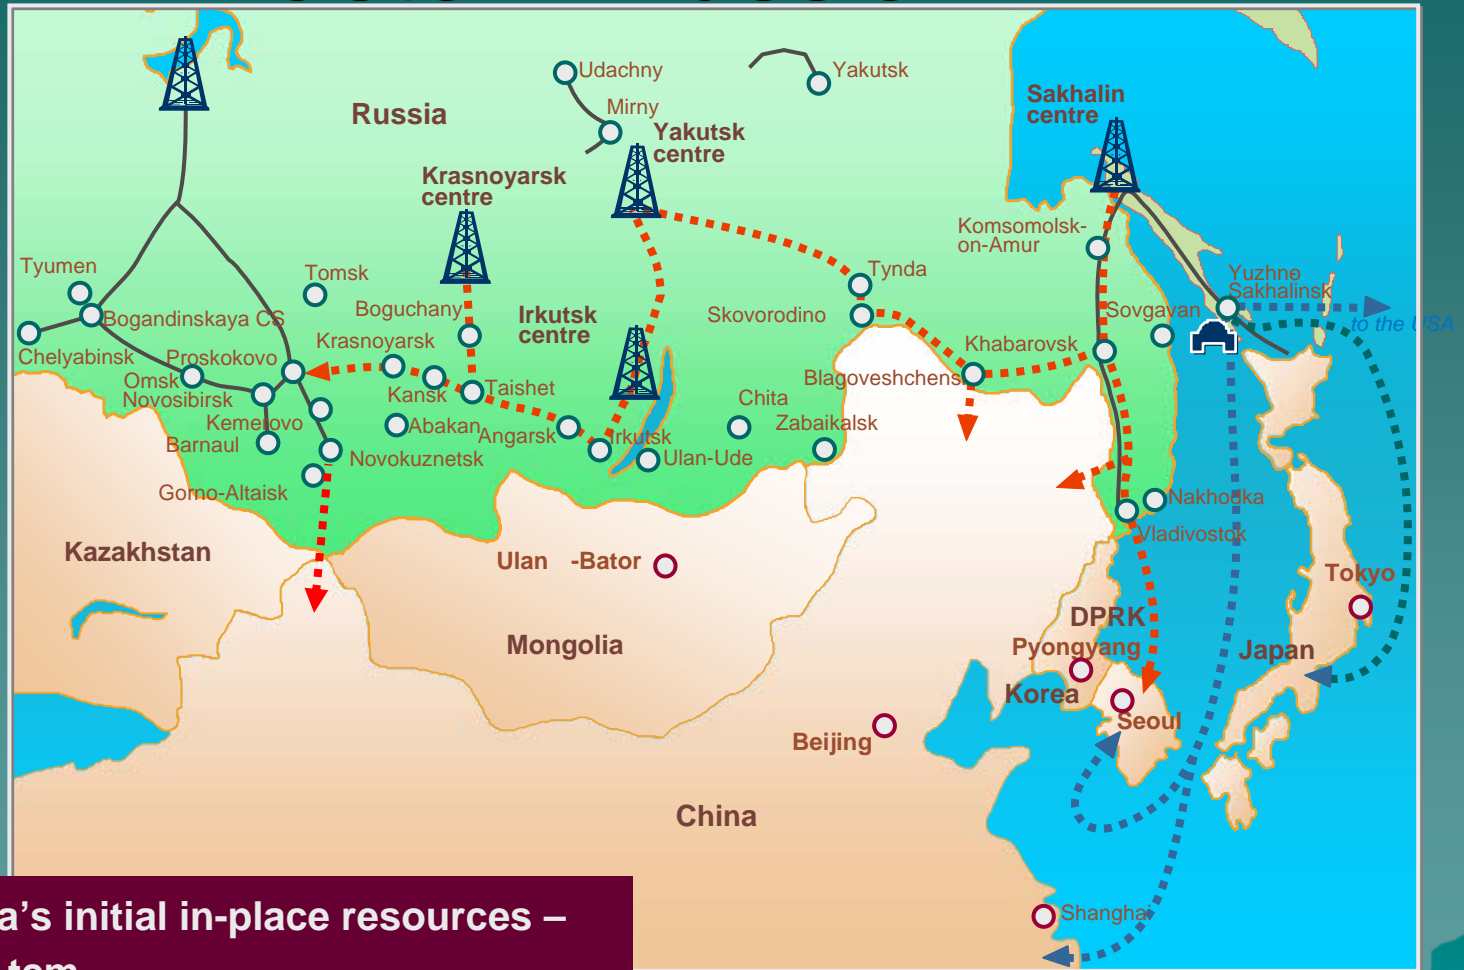 Udachny
Yakutsk
Mirny
Russia
Sakhalin
centre
Yakutsk
centre
Krasnoyarsk
centre
Komsomolsk-
on-Amur
Tyumen
Tomsk
Tynda
Yuzhno
Sakhalinsk
Boguchany
Irkutsk
centre
Skovorodino
Sovgavan
Bogandinskaya CS
to the USA
Chelyabinsk
Proskokovo
Krasnoyarsk
Khabarovsk
Omsk
Novosibirsk
Kansk
Taishet
Blagoveshchens
Chita
Kemerovo
Abakan
Angarsk
Irkutsk
Zabaikalsk
Barnaul
Novokuznetsk
Ulan-Ude
Gorno-Altaisk
Nakhodka
Vladivostok
Kazakhstan
Ulan -Bator
Tokyo
DPRK
Mongolia
Pyongyang
Japan
Korea
Seoul
Beijing
China
Shanghai
a's initial in-place resources –